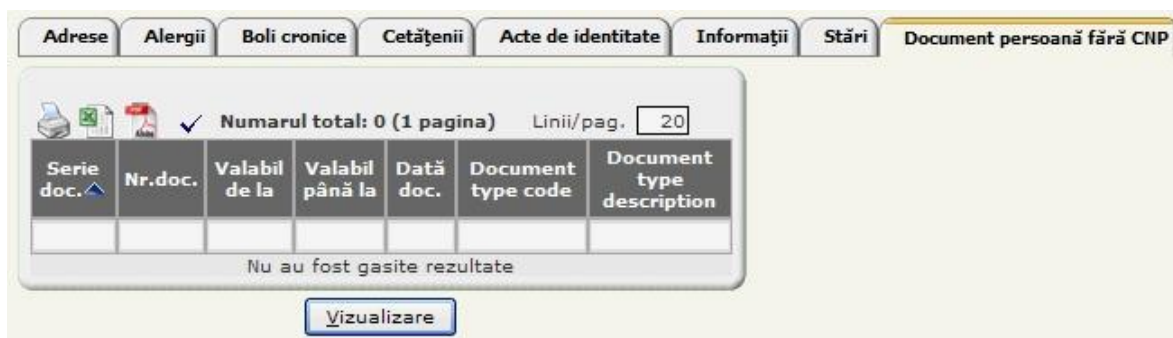 Adrese Alergii Boli cronice Cetăţenii Acte de identitate Informaţii Stări Document persoană fără CNP
Numarul total: 0 (1 pagina) Linii/pag. 20
Serie doc. Nr.doc. Valabil de la Valabil până la Dată doc. Document type code Document type description
Nu au fost gasite rezultate
Vizualizare